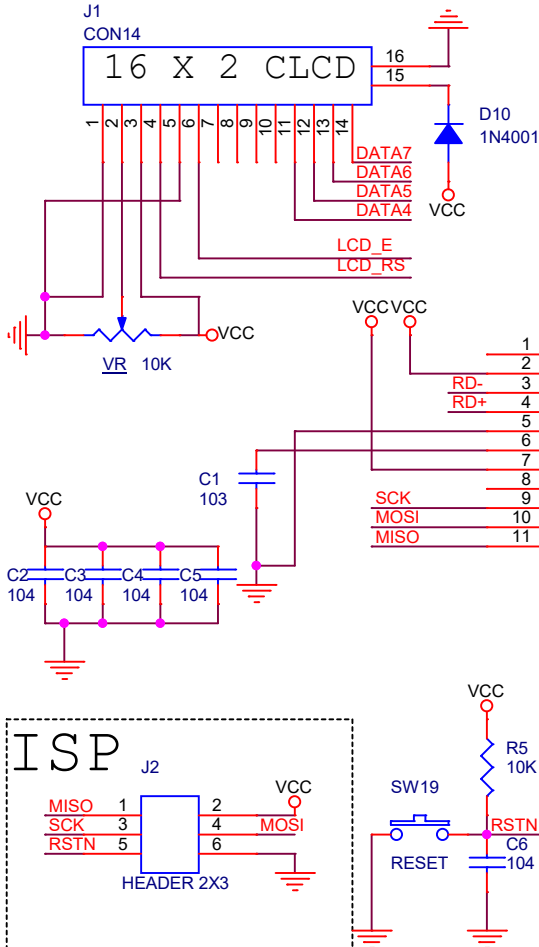 J1
CON14
16 X 2 CLCD
16
15
1
2
3
4
5
6
7
8
9
10
11
12
13
14
D10
1N4001
VCC
DATA7
DATA6
DATA5
DATA4
LCD_E
LCD_RS
VCC
VR 10K
VCC VCC
1
2
RD- 3
RD+ 4
5
6
7
8
SCK 9
MOSI 10
MISO 11
C1
103
VCC
C2 C3 C4 C5
104 104 104 104
ISP
J2
VCC
MISO 1 2
SCK 3 4 MOSI
RSTN 5 6
HEADER 2X3
VCC
R5
10K
SW19
RESET
RSTN
C6
104